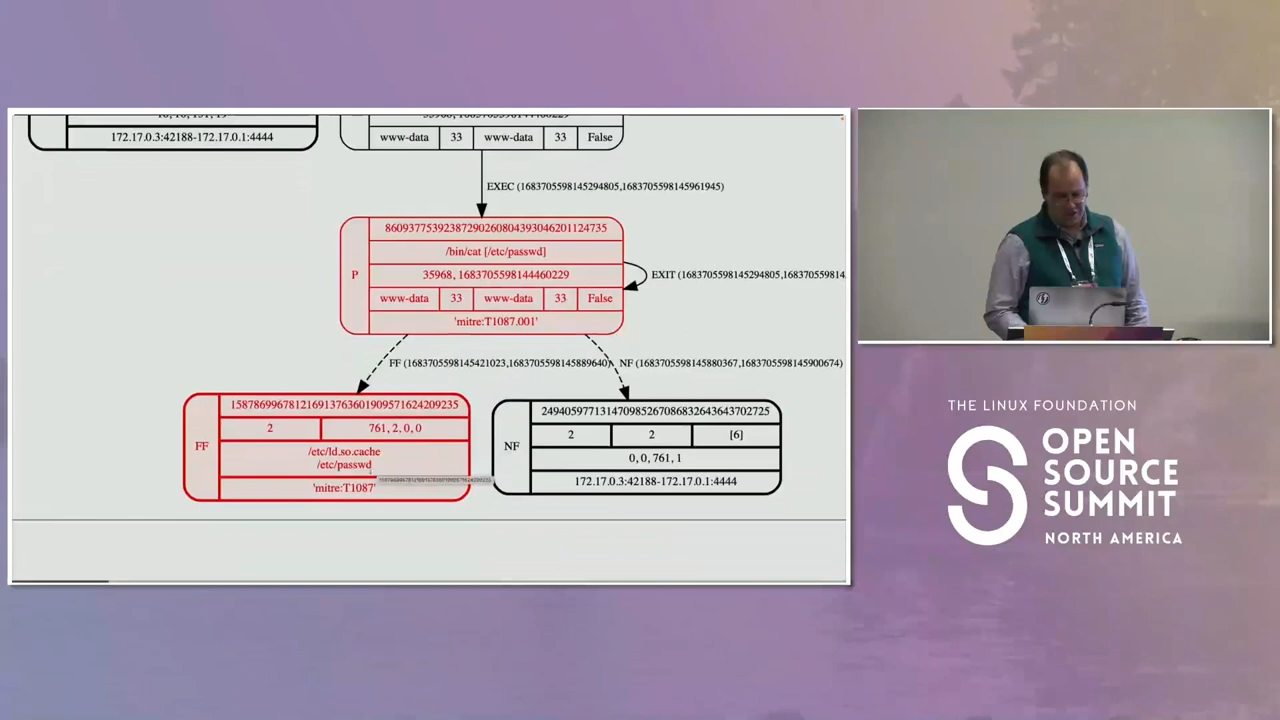 172.17.0.3:42188-172.17.0.1:4444
www-data 33 www-data 33 False
EXEC (1683705598145294805,1683705598145961945)
P
860937753923872902608043930462011247​35
/bin/cat [/etc/passwd]
35968, 1683705598144460229
www-data 33 www-data 33 False
'mitre:T1087.001'
EXIT (1683705598145294805,168370559814
FF (1683705598145421023,1683705598145889640)
NF (1683705598145880367,1683705598145900674)
FF
158786996781216913763601909571624209235
2 761, 2, 0, 0
/etc/ld.so.cache
/etc/passwd
'mitre:T1087'
NF
249405977131470985267086832643643702725
2 2 [6]
0, 0, 761, 1
172.17.0.3:42188-172.17.0.1:4444
THE LINUX FOUNDATION
OPEN
SOURCE
SUMMIT
NORTH AMERICA